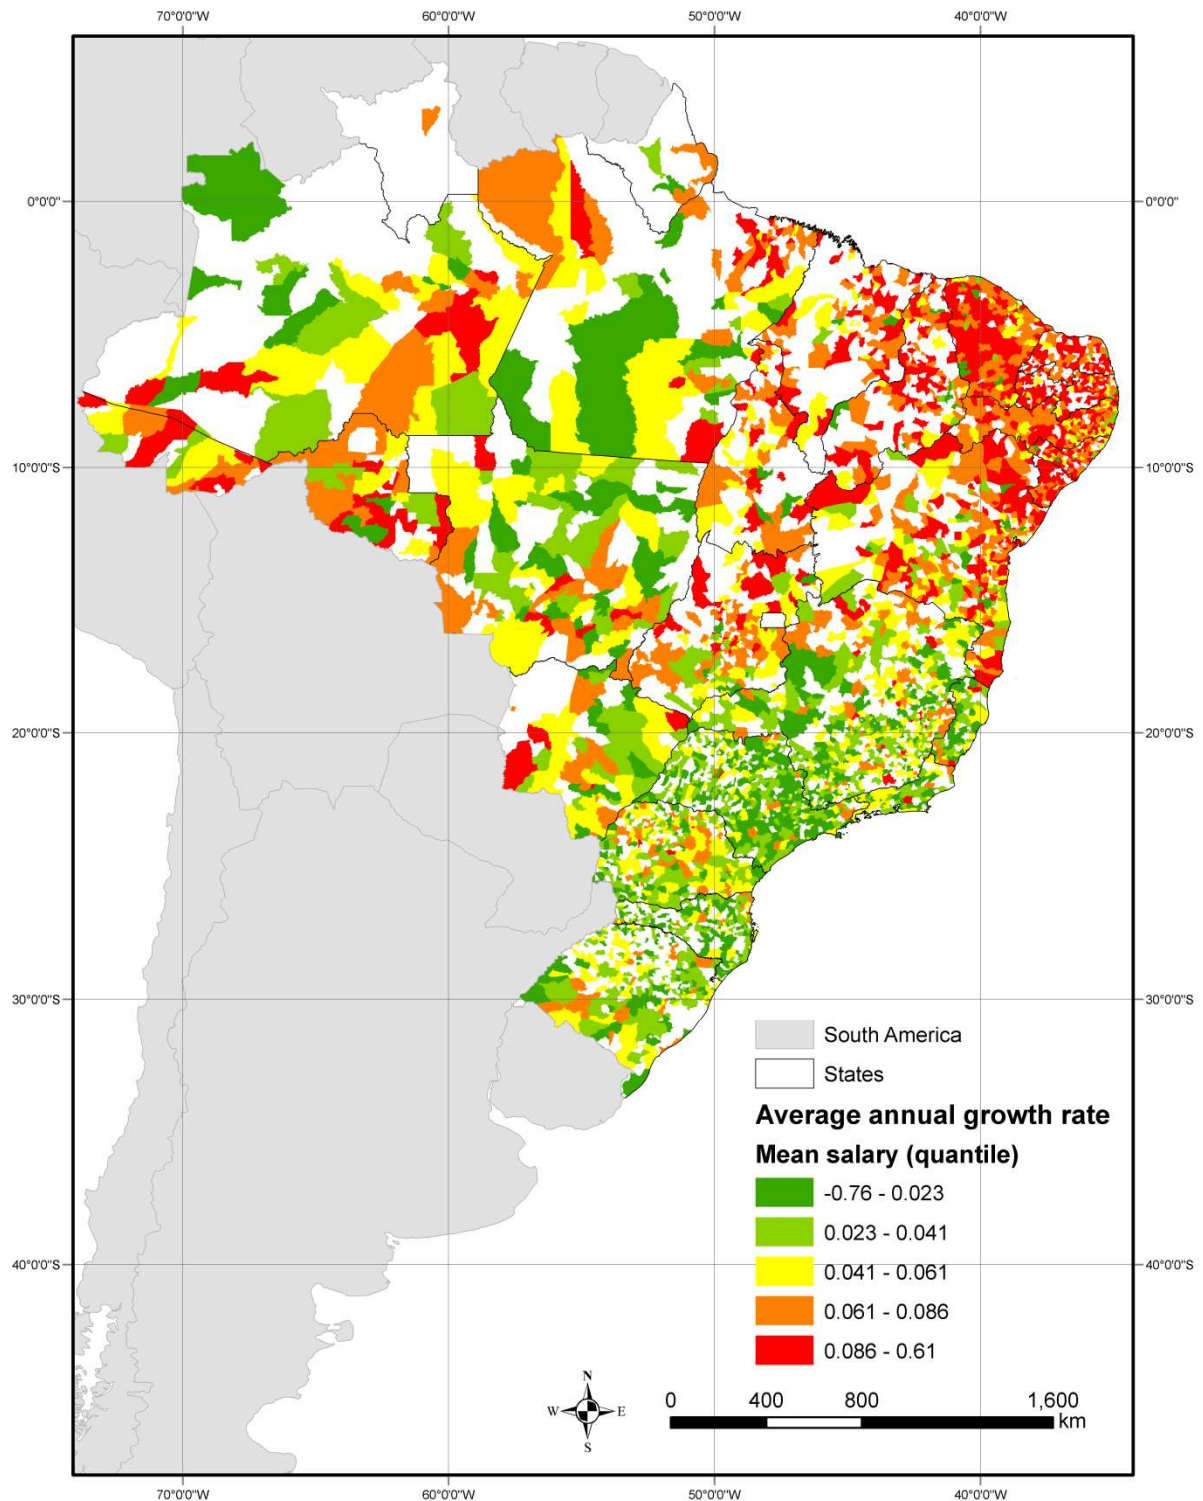 70°0'0"W 60°0'0"W 50°0'0"W 40°0'0"W
0°0'0" 0°0'0"
10°0'0"S 10°0'0"S
20°0'0"S 20°0'0"S
30°0'0"S 30°0'0"S
South America
States
Average annual growth rate
Mean salary (quantile)
-0.76 - 0.023
0.023 - 0.041
40°0'0"S 40°0'0"S
0.041 - 0.061
0.061 - 0.086
0.086 - 0.61
N
W E
S
0 400 800 1,600
km
70°0'0"W 60°0'0"W 50°0'0"W 40°0'0"W